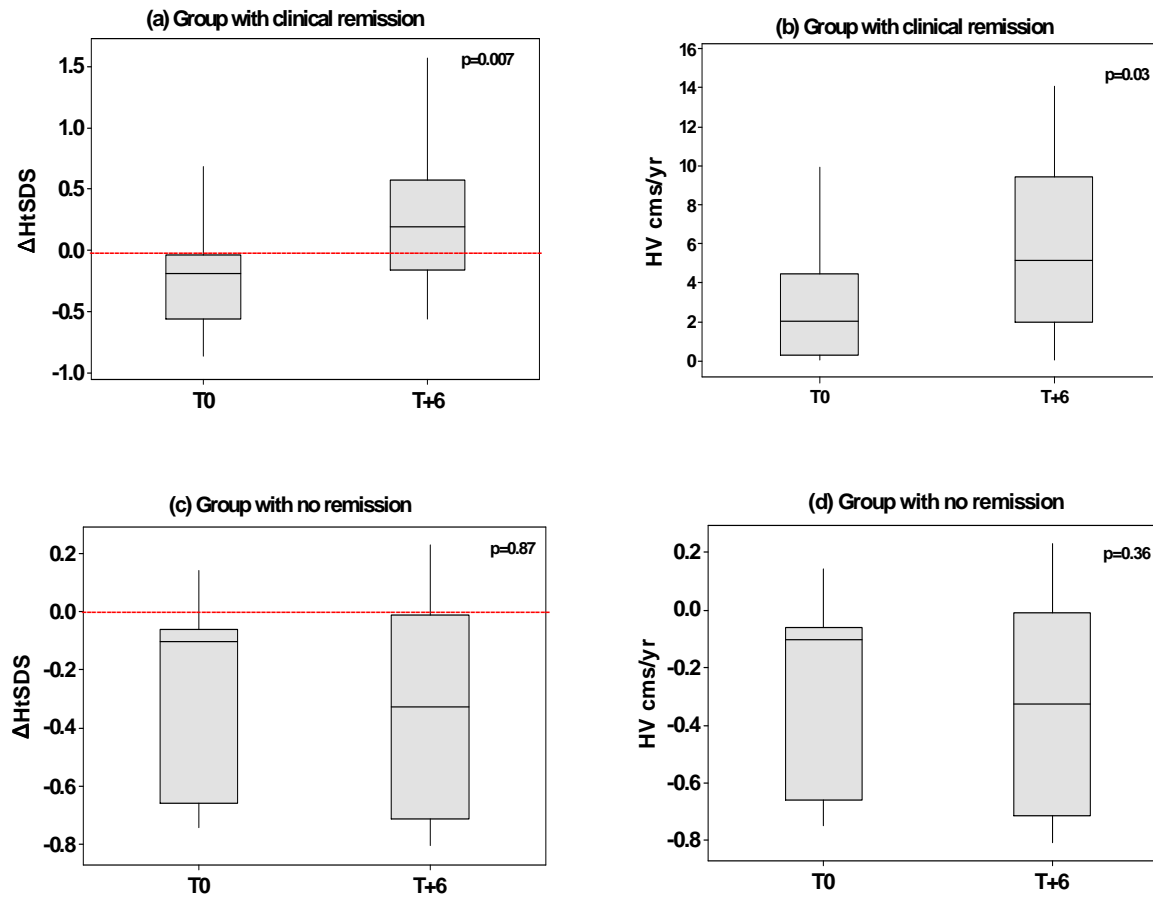 (a) Group with clinical remission
p=0.007
1.5
1.0
0.5
0.0
-0.5
-1.0
ΔHtSDS
T0 T+6
(b) Group with clinical remission
p=0.03
16
14
12
10
8
6
4
2
0
HV cms/yr
T0 T+6
(c) Group with no remission
p=0.87
0.2
0.0
-0.2
-0.4
-0.6
-0.8
ΔHtSDS
T0 T+6
(d) Group with no remission
p=0.36
0.2
0.0
-0.2
-0.4
-0.6
-0.8
HV cms/yr
T0 T+6